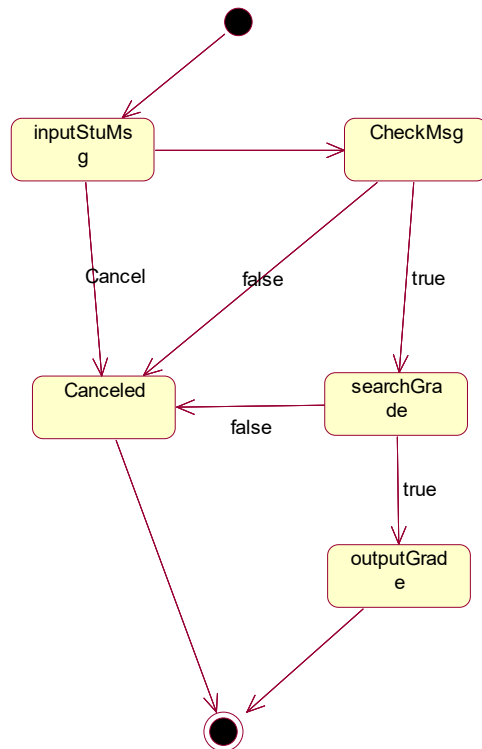 inputStuMs
g
CheckMsg
Cancel
false
true
Canceled
searchGra
de
false
true
outputGrad
e